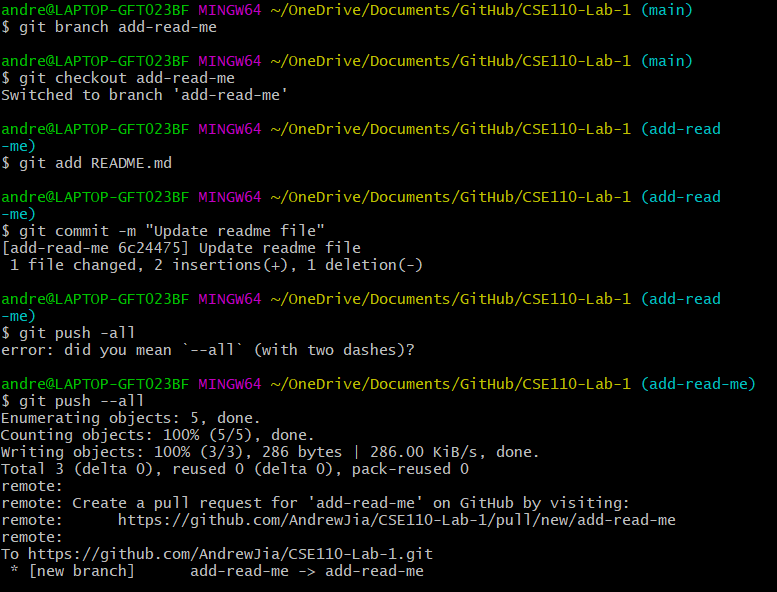 andre@LAPTOP-GFTO23BF MINGW64 ~/OneDrive/Documents/GitHub/CSE110-Lab-1 (main)
$ git branch add-read-me
andre@LAPTOP-GFTO23BF MINGW64 ~/OneDrive/Documents/GitHub/CSE110-Lab-1 (main)
$ git checkout add-read-me
Switched to branch 'add-read-me'
andre@LAPTOP-GFTO23BF MINGW64 ~/OneDrive/Documents/GitHub/CSE110-Lab-1 (add-read
-me)
$ git add README.md
andre@LAPTOP-GFTO23BF MINGW64 ~/OneDrive/Documents/GitHub/CSE110-Lab-1 (add-read
-me)
$ git commit -m "Update readme file"
[add-read-me 6c24475] Update readme file
 1 file changed, 2 insertions(+), 1 deletion(-)
andre@LAPTOP-GFTO23BF MINGW64 ~/OneDrive/Documents/GitHub/CSE110-Lab-1 (add-read
-me)
$ git push -all
error: did you mean `--all` (with two dashes)?
andre@LAPTOP-GFTO23BF MINGW64 ~/OneDrive/Documents/GitHub/CSE110-Lab-1 (add-read-me)
$ git push --all
Enumerating objects: 5, done.
Counting objects: 100% (5/5), done.
Writing objects: 100% (3/3), 286 bytes | 286.00 KiB/s, done.
Total 3 (delta 0), reused 0 (delta 0), pack-reused 0
remote:
remote: Create a pull request for 'add-read-me' on GitHub by visiting:
remote:      https://github.com/AndrewJia/CSE110-Lab-1/pull/new/add-read-me
remote:
To https://github.com/AndrewJia/CSE110-Lab-1.git
 * [new branch]      add-read-me -> add-read-me